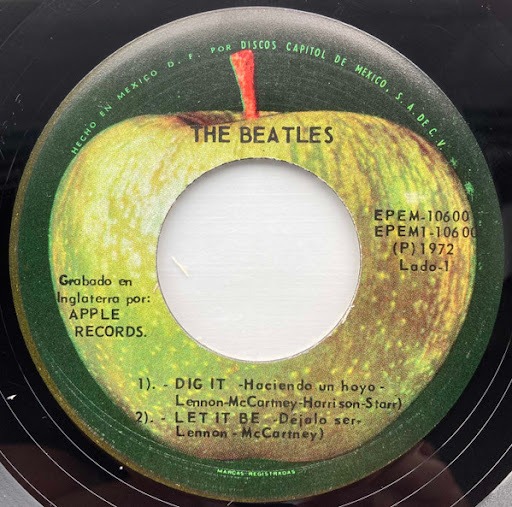 HECHO EN MEXICO D. F. POR DISCOS CAPITOL DE MEXICO, S. A. DE C. V.
THE BEATLES
EPEM-10600
EPEM1-10600
(P) 1972
Lado-1
Grabado en
Inglaterra por:
APPLE
RECORDS.
1). - DIG IT -Haciendo un hoyo-
Lennon-McCartney-Harrison-Starr)
2). - LET IT BE -Déjalo ser-
Lennon - McCartney)
MARCAS REGISTRADAS